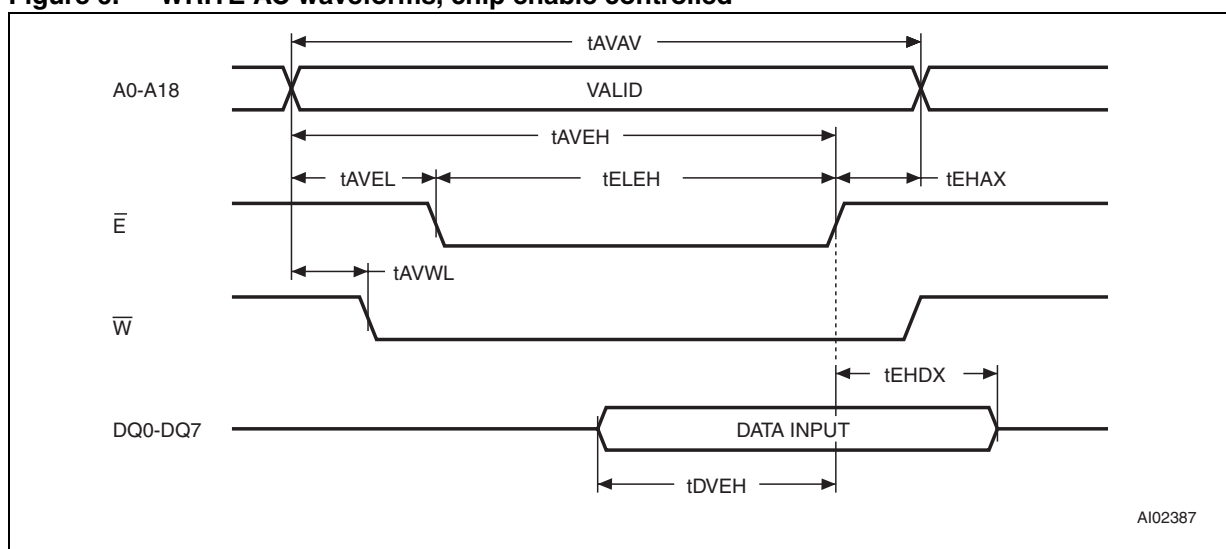 WRITE AC waveforms, chip enable controlled
tAVAV
A0-A18
VALID
tAVEH
tAVEL
tELEH
tEHAX
E̅
tAVWL
W̅
tEHDX
DQ0-DQ7
DATA INPUT
tDVEH
AI02387